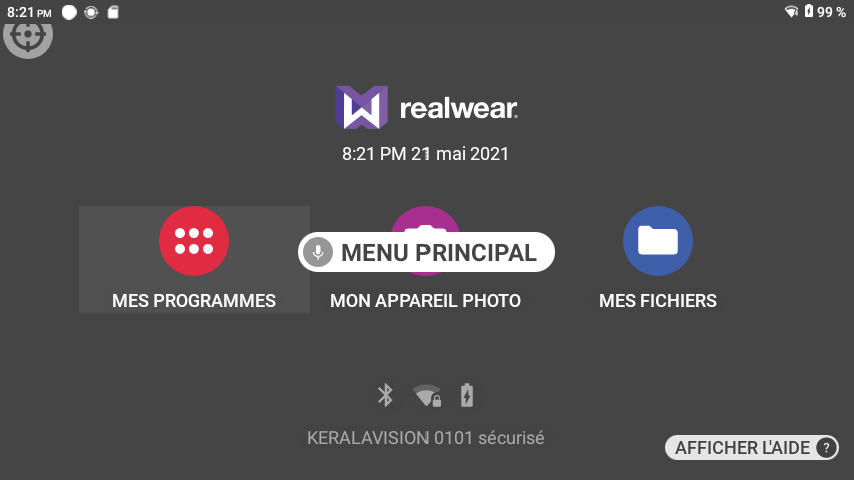 8:21 PM
99 %
realwear
8:21 PM 21 mai 2021
MENU PRINCIPAL
MES PROGRAMMES
MON APPAREIL PHOTO
MES FICHIERS
KERALAVISION 0101 sécurisé
AFFICHER L'AIDE ?